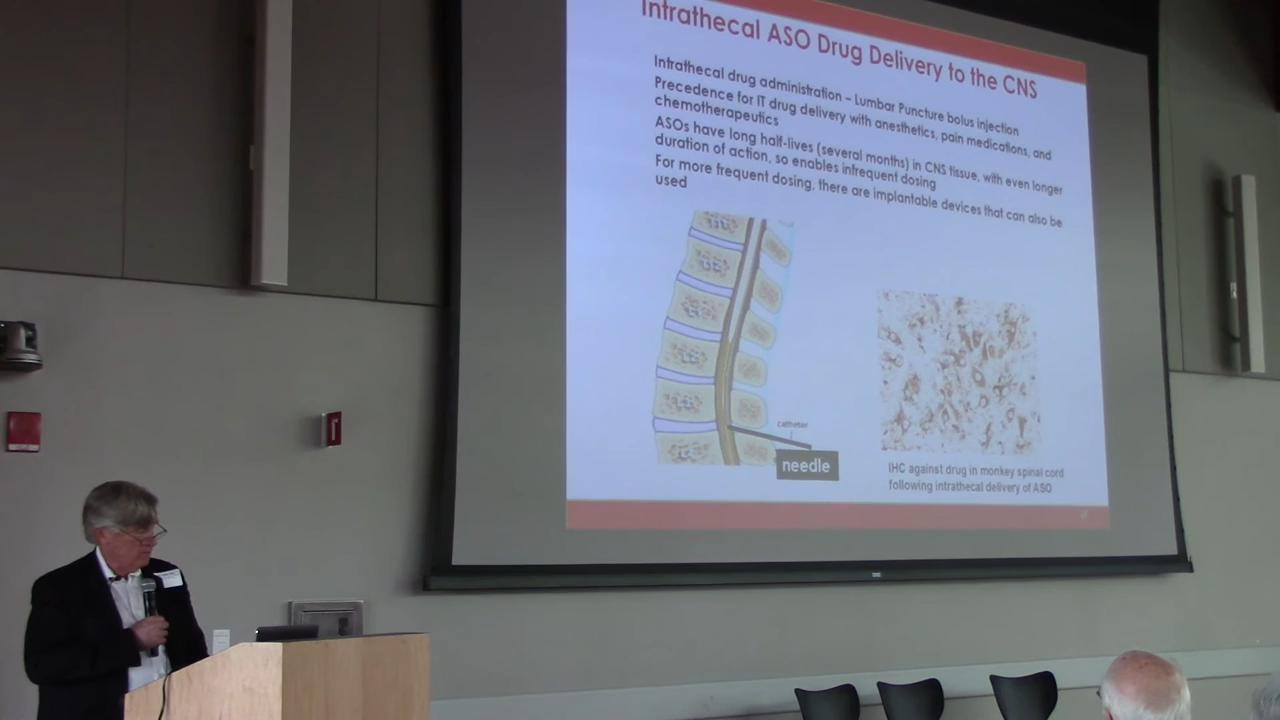 Intrathecal ASO Drug Delivery to the CNS
Intrathecal drug administration – Lumbar Puncture bolus injection
Precedence for IT drug delivery with anesthetics, pain medications, and
chemotherapeutics
ASOs have long half-lives (several months) in CNS tissue, with even longer
duration of action, so enables infrequent dosing
For more frequent dosing, there are implantable devices that can also be
used
catheter
needle
IHC against drug in monkey spinal cord
following intrathecal delivery of ASO